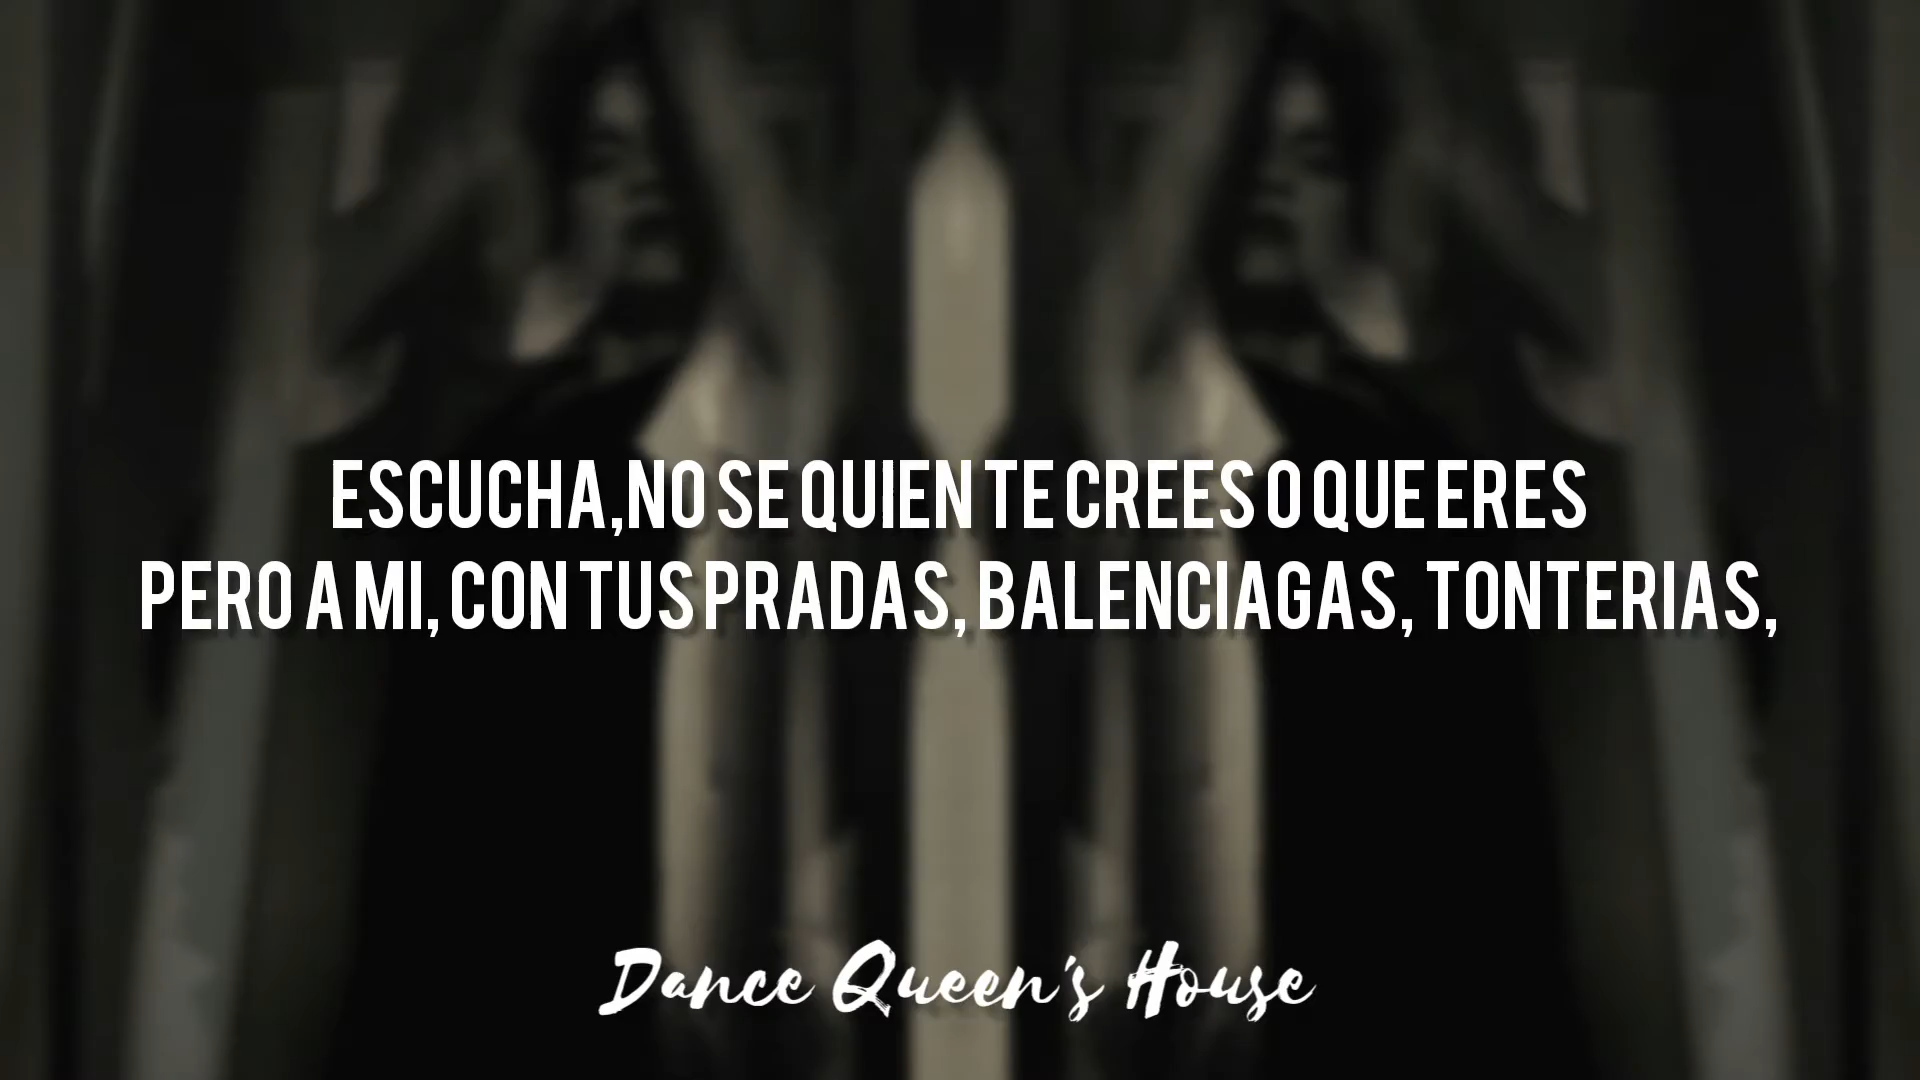 ESCUCHA,NO SE QUIEN TE CREES O QUE ERES
PERO A MI, CON TUS PRADAS, BALENCIAGAS, TONTERIAS,
Dance Queen's House